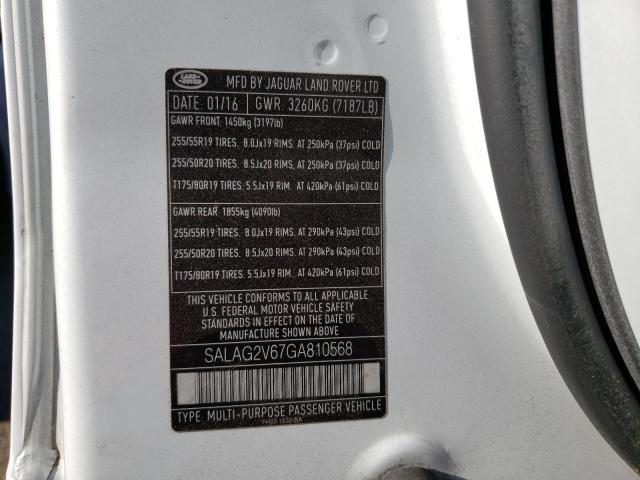 LAND ROVER
MFD BY JAGUAR LAND ROVER LTD
DATE: 01/16 GWR: 3260KG (7187LB)
GAWR FRONT: 1450kg (3197lb)
255/55R19 TIRES. 8.0Jx19 RIMS. AT 250kPa (37psi) COLD
255/50R20 TIRES. 8.5Jx20 RIMS. AT 250kPa (37psi) COLD
T175/80R19 TIRES. 5.5Jx19 RIM. AT 420kPa (61psi) COLD
GAWR REAR: 1855kg (4090lb)
255/55R19 TIRES. 8.0Jx19 RIMS. AT 290kPa (43psi) COLD
255/50R20 TIRES. 8.5Jx20 RIMS. AT 290kPa (43psi) COLD
T175/80R19 TIRES. 5.5Jx19 RIM. AT 420kPa (61psi) COLD
THIS VEHICLE CONFORMS TO ALL APPLICABLE
U.S. FEDERAL MOTOR VEHICLE SAFETY
STANDARDS IN EFFECT ON THE DATE OF
MANUFACTURE SHOWN ABOVE
SALAG2V67GA810568
TYPE: MULTI-PURPOSE PASSENGER VEHICLE